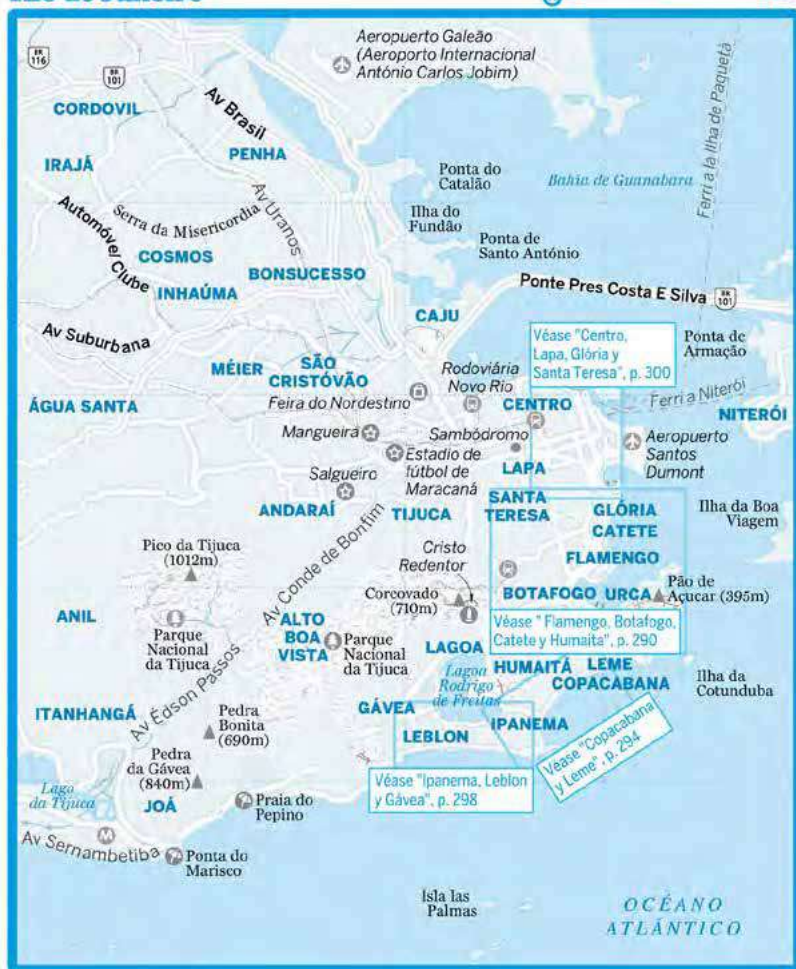 Aeropuerto Galeão
(Aeroporto Internacional
António Carlos Jobim)
BR
116
BR
101
CORDOVIL
Av Brasil
PENHA
IRAJÁ
Ponta do
Catalão
Bahia de Guanabara
Ferri a la Ilha de Paquetá
Serra da Misericordia
Av Uranos
Ilha do
Fundão
Automóvel Clube
COSMOS
Ponta de
Santo António
BONSUCESSO
INHAÚMA
Ponte Pres Costa E Silva
BR
101
CAJU
Av Suburbana
Véase "Centro,
Lapa, Glória y
Santa Teresa", p. 300
Ponta de
Armação
MÉIER
SÃO
CRISTÓVÃO
Rodoviária
Novo Rio
ÁGUA SANTA
Feira do Nordestino
CENTRO
Ferri a Niterói
NITERÓI
Mangueira
Sambódromo
Aeropuerto
Santos
Dumont
Estadio de
fútbol de
Maracaná
LAPA
Salgueiro
SANTA
TERESA
ANDARAÍ
TIJUCA
GLÓRIA
CATETE
Ilha da Boa
Viagem
Av Conde de Bonfim
Pico da Tijuca
(1012m)
Cristo
Redentor
FLAMENGO
Corcovado
(710m)
BOTAFOGO
URCA
Pão de
Açucar (395m)
ANIL
Parque
Nacional
da Tijuca
ALTO
BOA
VISTA
Parque
Nacional
da Tijuca
Véase " Flamengo, Botafogo,
Catete y Humaita", p. 290
LAGOA
HUMAITÁ
LEME
COPACABANA
Lagoa
Rodrigo
de Freitas
Ilha da
Cotunduba
Av Édson Passos
ITANHANGÁ
Pedra
Bonita
(690m)
GÁVEA
LEBLON
IPANEMA
Véase "Copacabana
y Leme", p. 294
Pedra
da Gávea
(840m)
Véase "Ipanema, Leblon
y Gávea", p. 298
Lago
da Tijuca
JOÁ
Praia do
Pepino
M
Av Sernambetiba
Ponta do
Marisco
Isla las
Palmas
OCÉANO
ATLÁNTICO